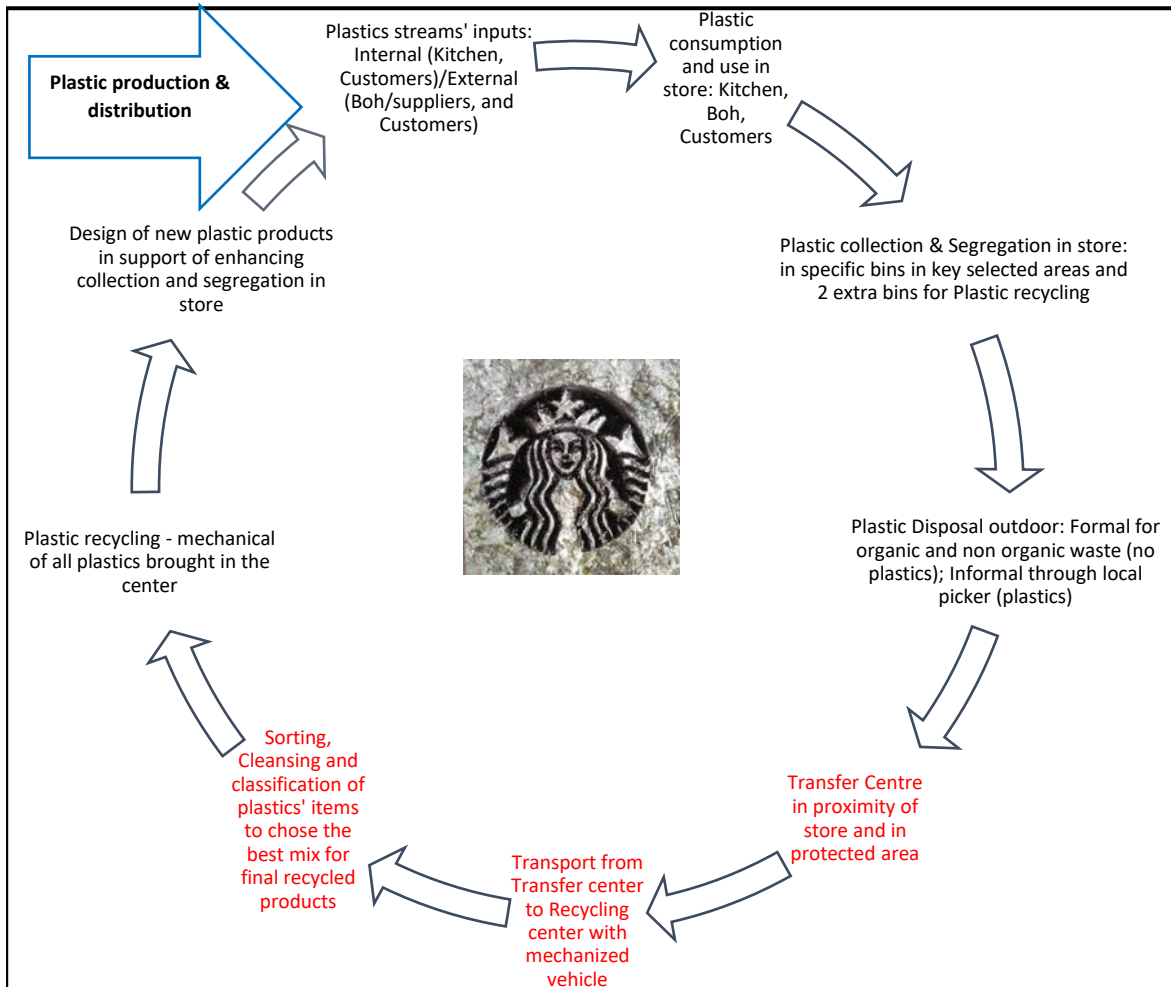 Plastic production &
distribution
Plastics streams' inputs:
Internal (Kitchen,
Customers)/External
(Boh/suppliers, and
Customers)
Plastic
consumption
and use in
store: Kitchen,
Boh,
Customers
Plastic collection & Segregation in store:
in specific bins in key selected areas and
2 extra bins for Plastic recycling
Plastic Disposal outdoor: Formal for
organic and non organic waste (no
plastics); Informal through local
picker (plastics)
Transfer Centre
in proximity of
store and in
protected area
Transport from
Transfer center
to Recycling
center with
mechanized
vehicle
Sorting,
Cleansing and
classification of
plastics' items
to chose the
best mix for
final recycled
products
Plastic recycling - mechanical
of all plastics brought in the
center
Design of new plastic products
in support of enhancing
collection and segregation in
store